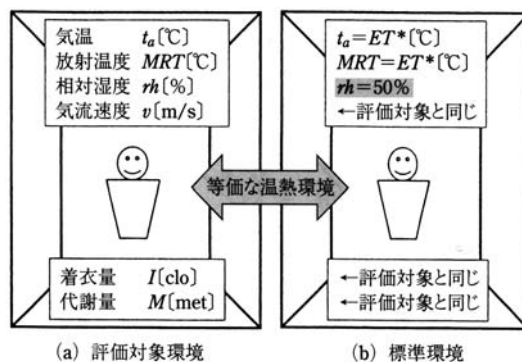 気温 tₐ〔℃〕
放射温度 MRT〔℃〕
相対湿度 rh〔%〕
気流速度 v〔m/s〕
tₐ=ET*〔℃〕
MRT=ET*〔℃〕
rh=50%
←評価対象と同じ
等価な温熱環境
着衣量 I〔clo〕
代謝量 M〔met〕
←評価対象と同じ
←評価対象と同じ
(a) 評価対象環境
(b) 標準環境